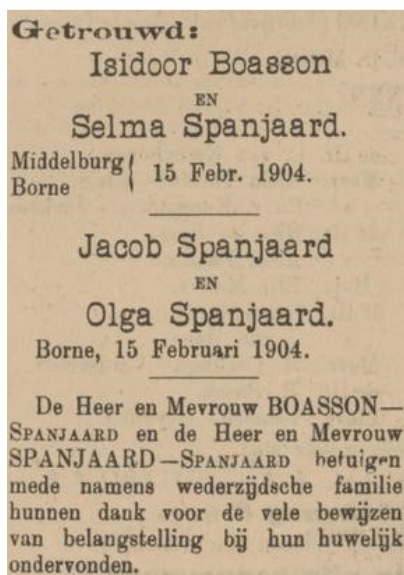 Getrouwd:
Isidoor Boasson
EN
Selma Spanjaard.
Middelburg
Borne { 15 Febr. 1904.
Jacob Spanjaard
EN
Olga Spanjaard.
Borne, 15 Februari 1904.
De Heer en Mevrouw BOASSON—
SPANJAARD en de Heer en Mevrouw
SPANJAARD—SPANJAARD betuigen
mede namens wederzijdsche familie
hunnen dank voor de vele bewijzen
van belangstelling bij hun huwelijk
ondervonden.